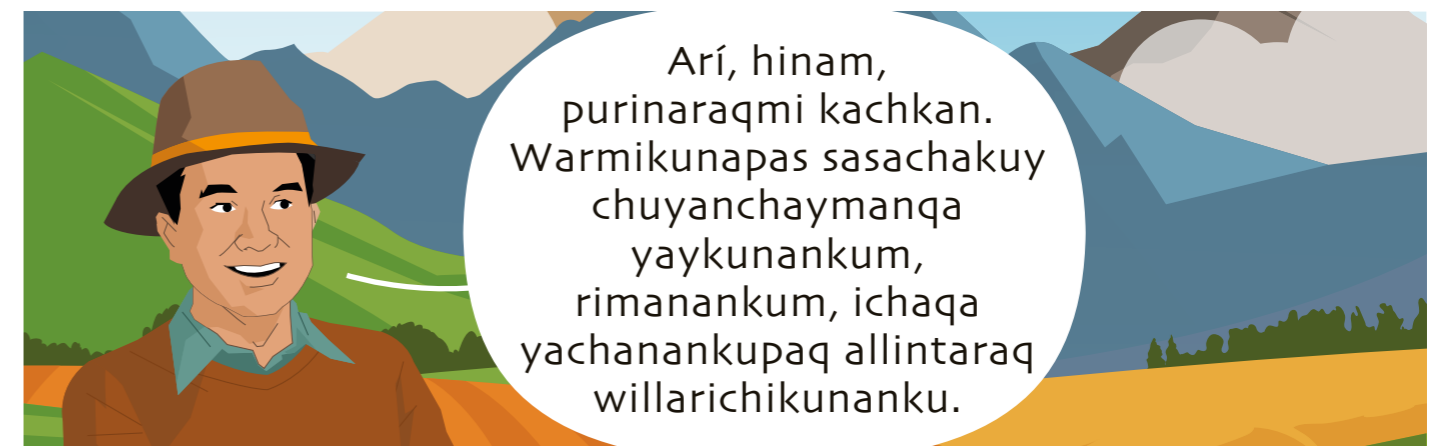 Arí, hinam,
purinaraqmi kachkan.
Warmikunapas sasachakuy
chuyanchaymanqa
yaykunankum,
rimanankum, ichaqa
yachanankupaq allintaraq
willarichikunanku.